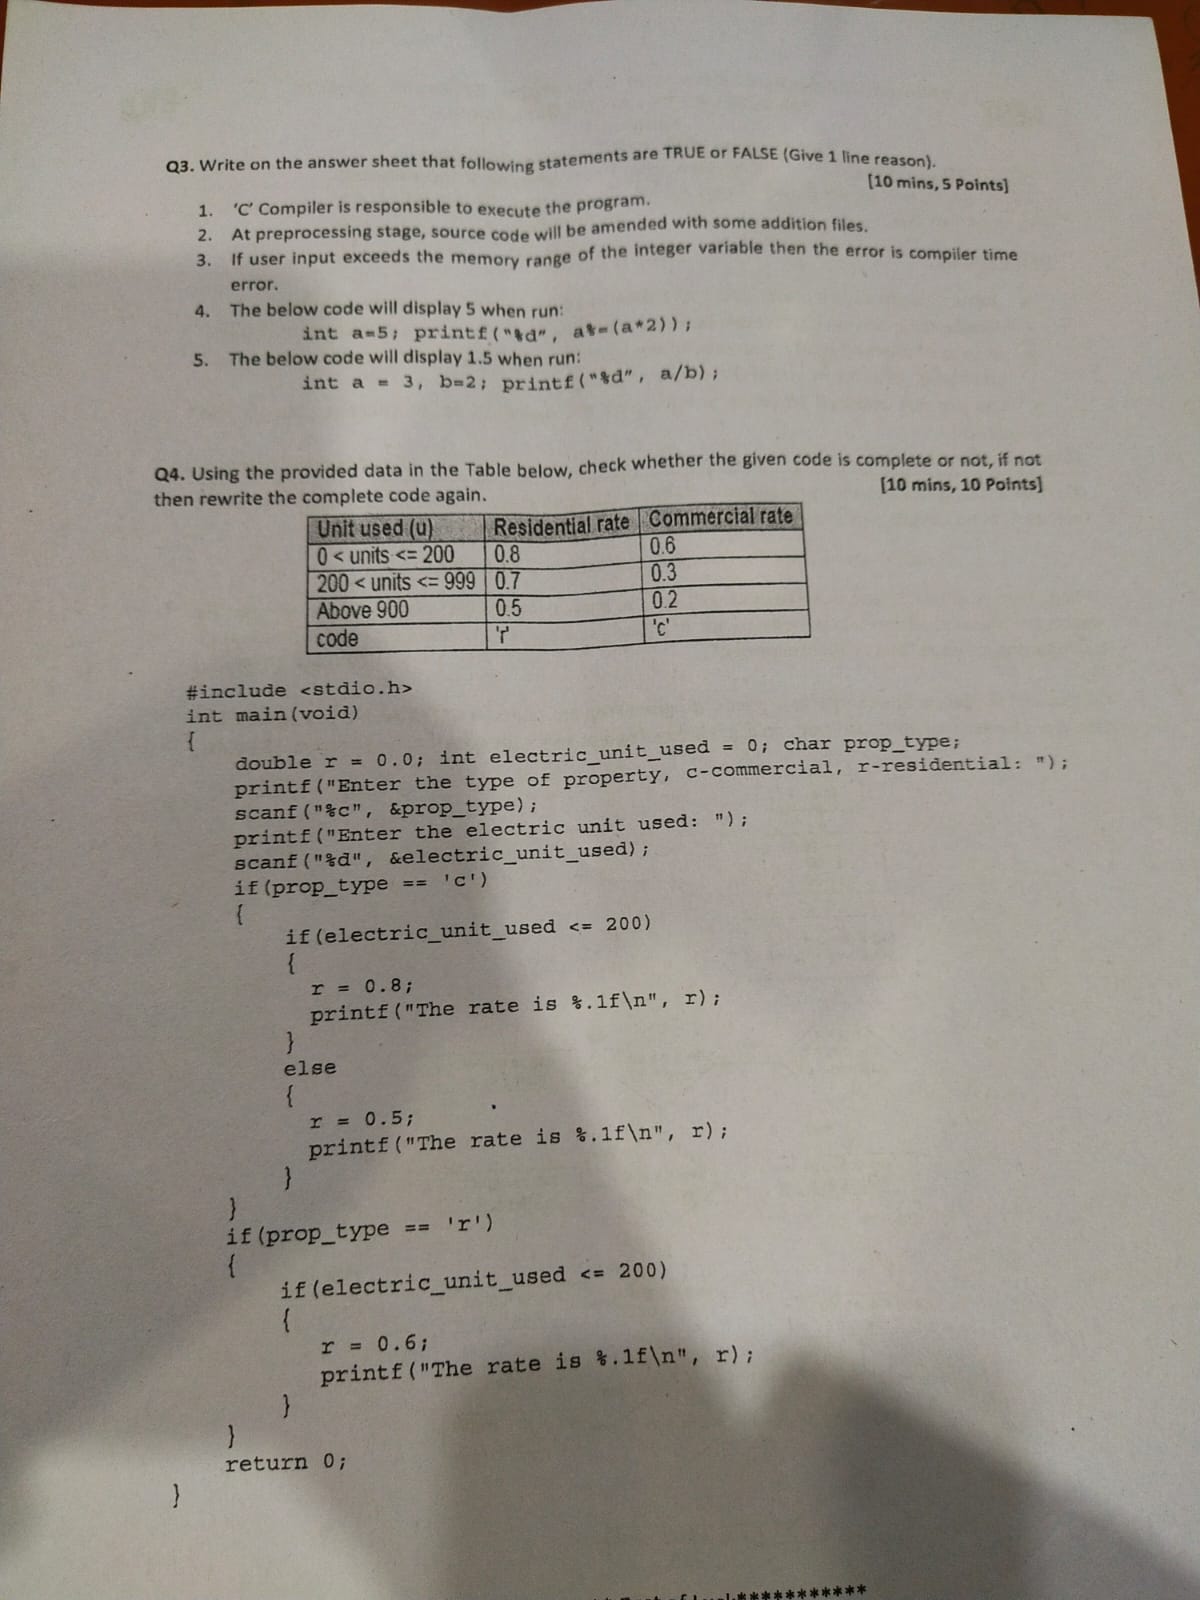 Q3. Write on the answer sheet that following statements are TRUE or FALSE (Give 1 line reason).
[10 mins, 5 Points]
1. 'C' Compiler is responsible to execute the program.
2. At preprocessing stage, source code will be amended with some addition files.
3. If user input exceeds the memory range of the integer variable then the error is compiler time
error.
4. The below code will display 5 when run:
int a=5; printf("%d", a%=(a*2));
5. The below code will display 1.5 when run:
int a = 3, b=2; printf("%d", a/b);
Q4. Using the provided data in the Table below, check whether the given code is complete or not, if not
then rewrite the complete code again. [10 mins, 10 Points]
Unit used (u) Residential rate Commercial rate
0 < units <= 200 0.8 0.6
200 < units <= 999 0.7 0.3
Above 900 0.5 0.2
code 'r' 'c'
#include <stdio.h>
int main(void)
{
double r = 0.0; int electric_unit_used = 0; char prop_type;
printf("Enter the type of property, c-commercial, r-residential: ");
scanf("%c", &prop_type);
printf("Enter the electric unit used: ");
scanf("%d", &electric_unit_used);
if(prop_type == 'c')
{
if(electric_unit_used <= 200)
{
r = 0.8;
printf("The rate is %.1f\n", r);
}
else
{
r = 0.5;
printf("The rate is %.1f\n", r);
}
}
if(prop_type == 'r')
{
if(electric_unit_used <= 200)
{
r = 0.6;
printf("The rate is %.1f\n", r);
}
}
return 0;
}
***********